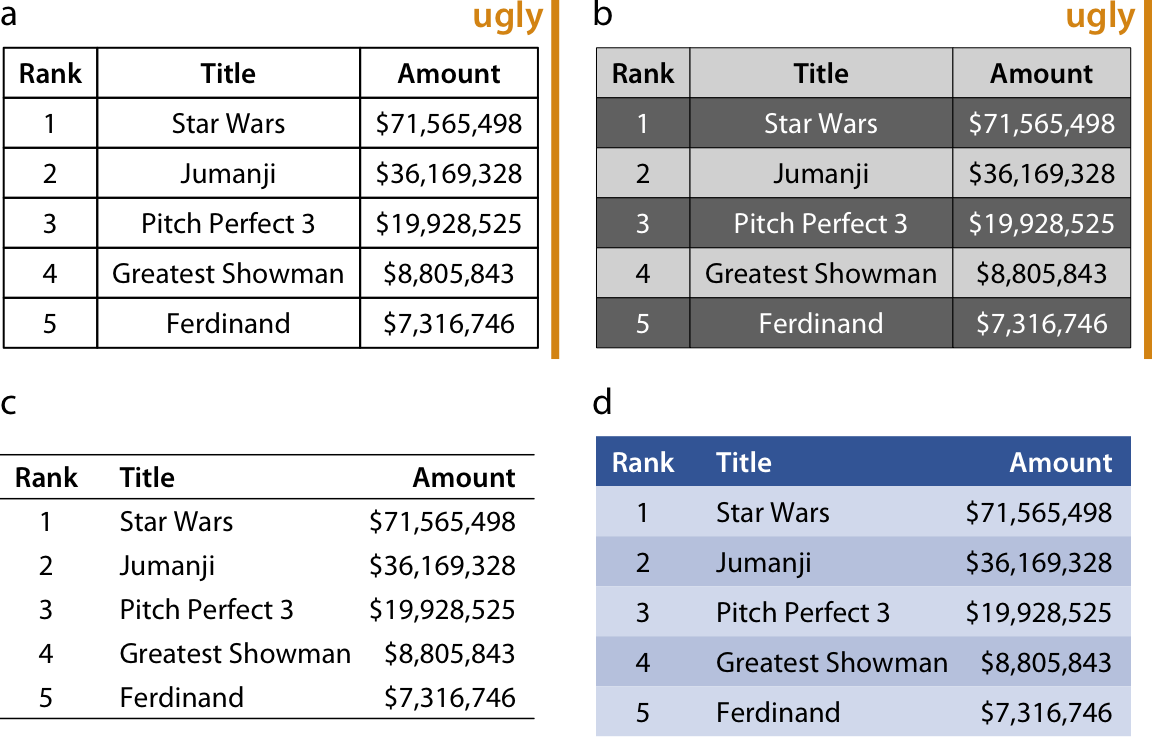 a ugly
Rank Title Amount
1 Star Wars $71,565,498
2 Jumanji $36,169,328
3 Pitch Perfect 3 $19,928,525
4 Greatest Showman $8,805,843
5 Ferdinand $7,316,746
b ugly
Rank Title Amount
1 Star Wars $71,565,498
2 Jumanji $36,169,328
3 Pitch Perfect 3 $19,928,525
4 Greatest Showman $8,805,843
5 Ferdinand $7,316,746
c
Rank Title Amount
1 Star Wars $71,565,498
2 Jumanji $36,169,328
3 Pitch Perfect 3 $19,928,525
4 Greatest Showman $8,805,843
5 Ferdinand $7,316,746
d
Rank Title Amount
1 Star Wars $71,565,498
2 Jumanji $36,169,328
3 Pitch Perfect 3 $19,928,525
4 Greatest Showman $8,805,843
5 Ferdinand $7,316,746